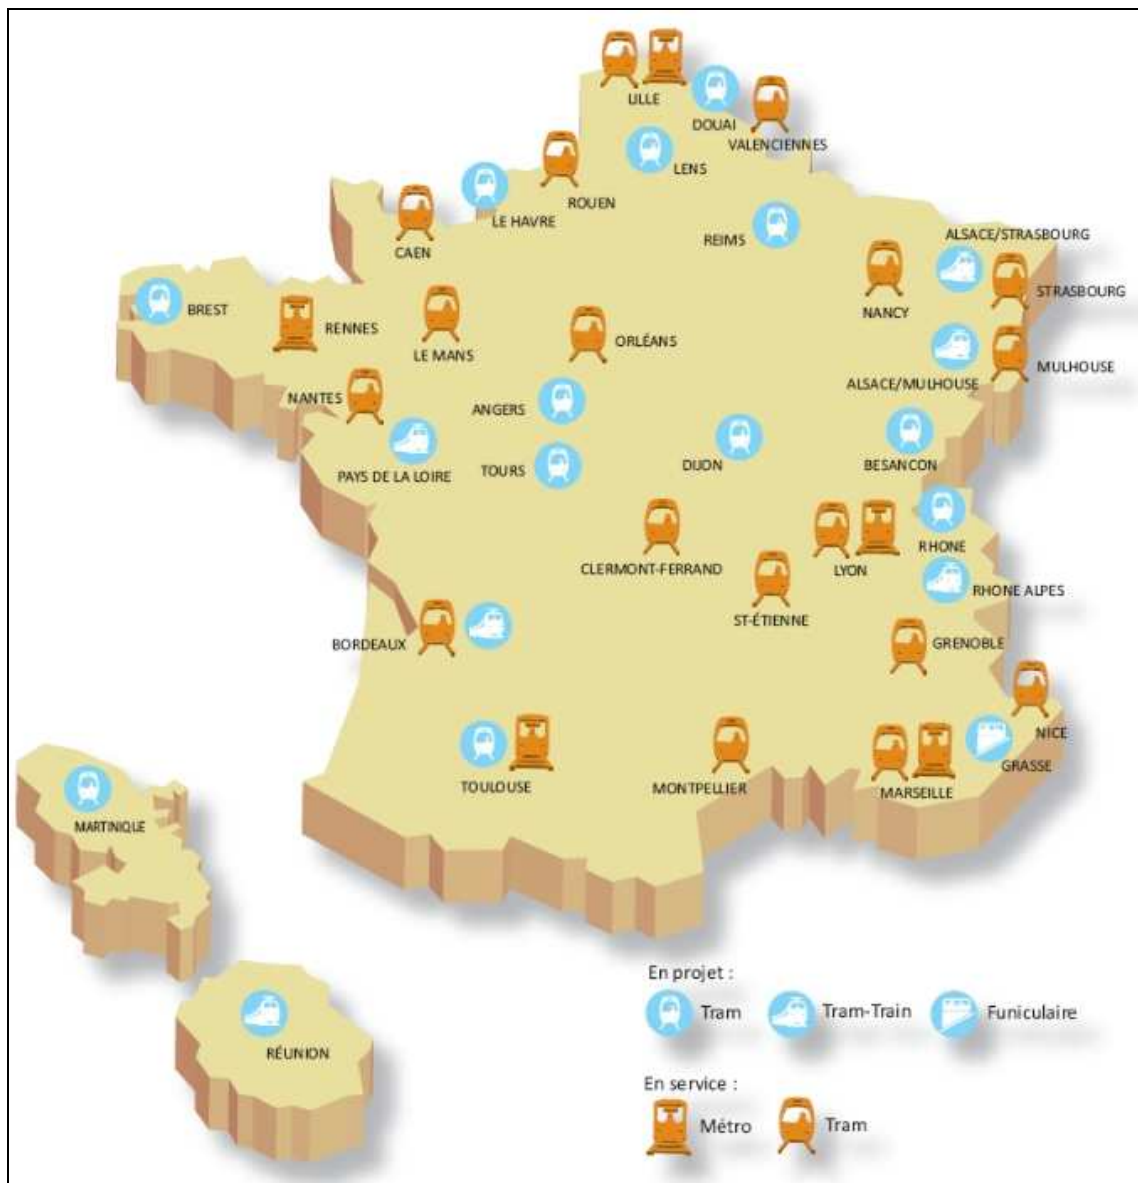 LILLE
DOUAI
VALENCIENNES
LENS
ROUEN
LE HAVRE
CAEN
REIMS
ALSACE/STRASBOURG
STRASBOURG
NANCY
BREST
RENNES
LE MANS
ORLÉANS
MULHOUSE
ALSACE/MULHOUSE
NANTES
ANGERS
PAYS DE LA LOIRE
TOURS
DIJON
BESANCON
RHONE
CLERMONT-FERRAND
LYON
RHONE ALPES
ST-ÉTIENNE
BORDEAUX
GRENOBLE
NICE
GRASSE
TOULOUSE
MONTPELLIER
MARSEILLE
MARTINIQUE
RÉUNION
En projet :
Tram
Tram-Train
Funiculaire
En service :
Métro
Tram